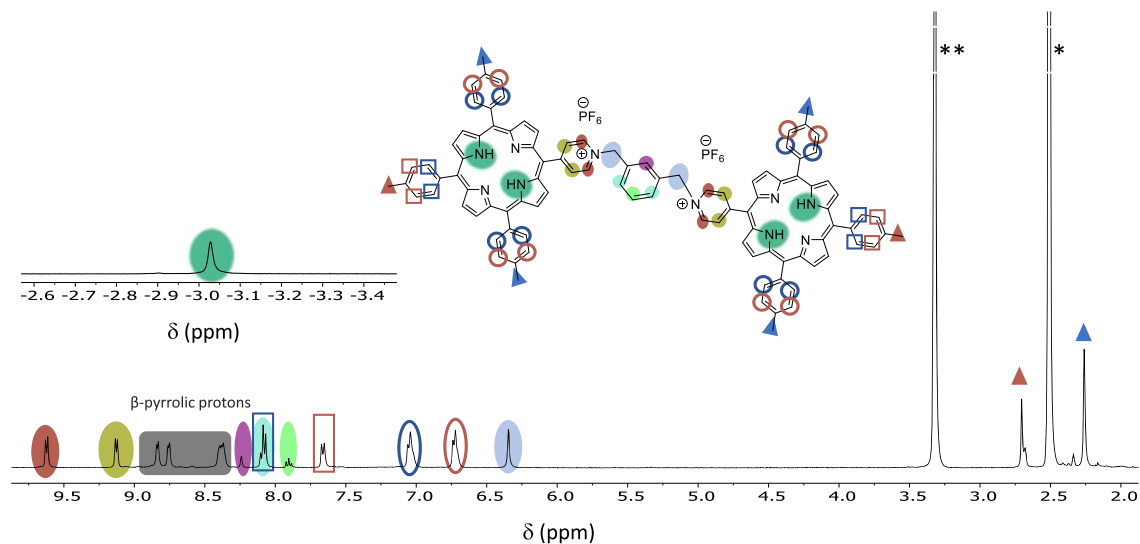 **
*
⊖
PF6
⊖
PF6
NH
N
N
HN
N
⊕
N
⊕
N
HN
NH
N
-2.6 -2.7 -2.8 -2.9 -3.0 -3.1 -3.2 -3.3 -3.4
δ (ppm)
β-pyrrolic protons
9.5 9.0 8.5 8.0 7.5 7.0 6.5 6.0 5.5 5.0 4.5 4.0 3.5 3.0 2.5 2.0
δ (ppm)